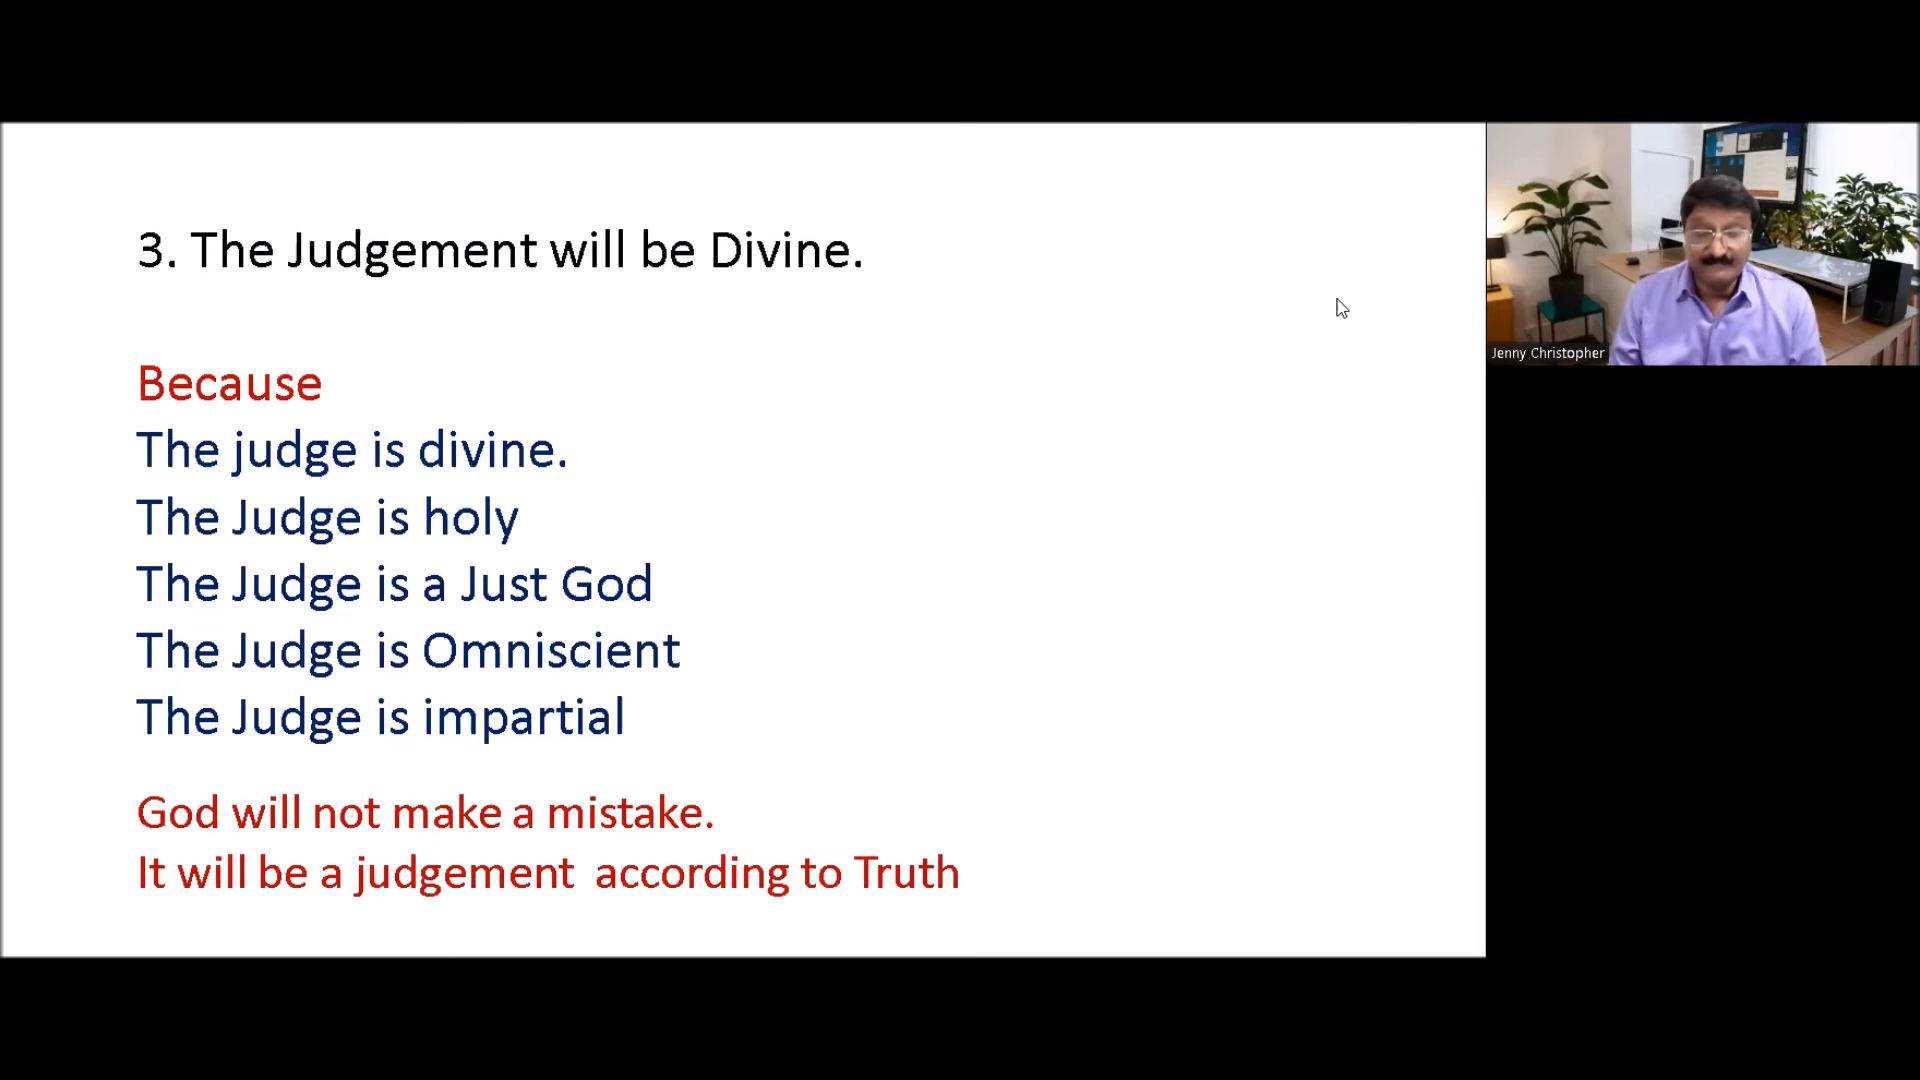 3. The Judgement will be Divine.
Because
The judge is divine.
The Judge is holy
The Judge is a Just God
The Judge is Omniscient
The Judge is impartial
God will not make a mistake.
It will be a judgement  according to Truth
Jenny Christopher